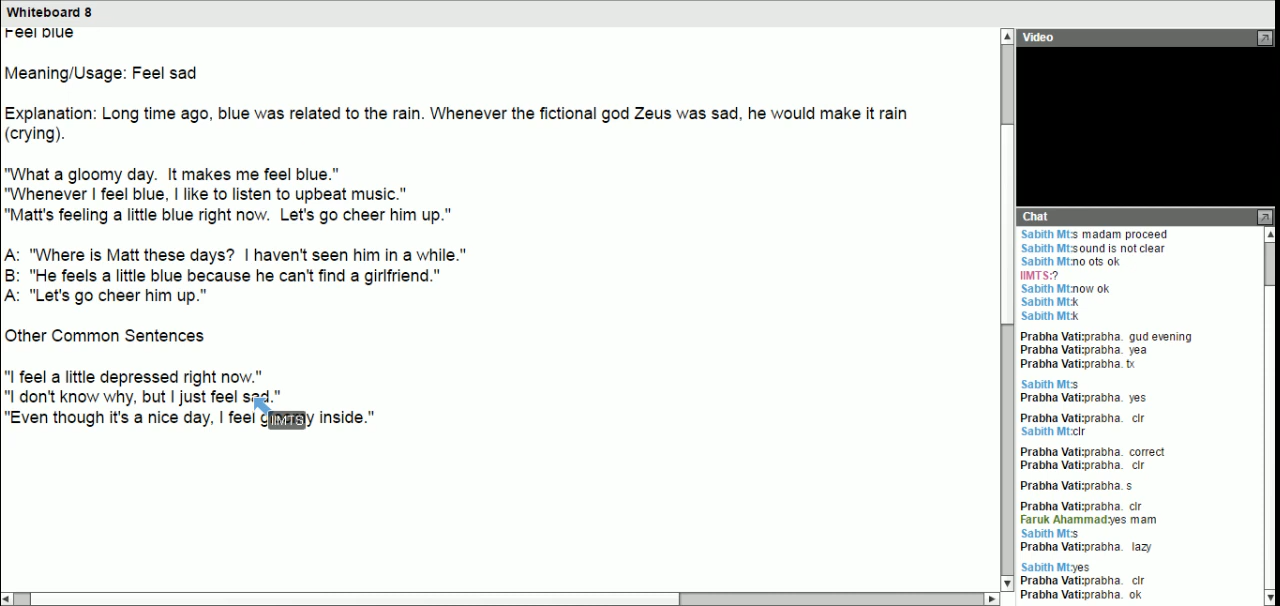 Whiteboard 8
Feel blue
Meaning/Usage: Feel sad
Explanation: Long time ago, blue was related to the rain. Whenever the fictional god Zeus was sad, he would make it rain
(crying).
"What a gloomy day.  It makes me feel blue."
"Whenever I feel blue, I like to listen to upbeat music."
"Matt's feeling a little blue right now.  Let's go cheer him up."
A:  "Where is Matt these days?  I haven't seen him in a while."
B:  "He feels a little blue because he can't find a girlfriend."
A:  "Let's go cheer him up."
Other Common Sentences
"I feel a little depressed right now."
"I don't know why, but I just feel sad."
"Even though it's a nice day, I feel gloomy inside."
IIMTS
Video
Chat
Sabith Mt:s madam proceed
Sabith Mt:sound is not clear
Sabith Mt:no ots ok
IIMTS:?
Sabith Mt:now ok
Sabith Mt:k
Sabith Mt:k
Prabha Vati:prabha.  gud evening
Prabha Vati:prabha.  yea
Prabha Vati:prabha. tx
Sabith Mt:s
Prabha Vati:prabha.  yes
Prabha Vati:prabha.  clr
Sabith Mt:clr
Prabha Vati:prabha.  correct
Prabha Vati:prabha.  clr
Prabha Vati:prabha. s
Prabha Vati:prabha.  clr
Faruk Ahammad:yes mam
Sabith Mt:s
Prabha Vati:prabha.  lazy
Sabith Mt:yes
Prabha Vati:prabha.  clr
Prabha Vati:prabha.  ok